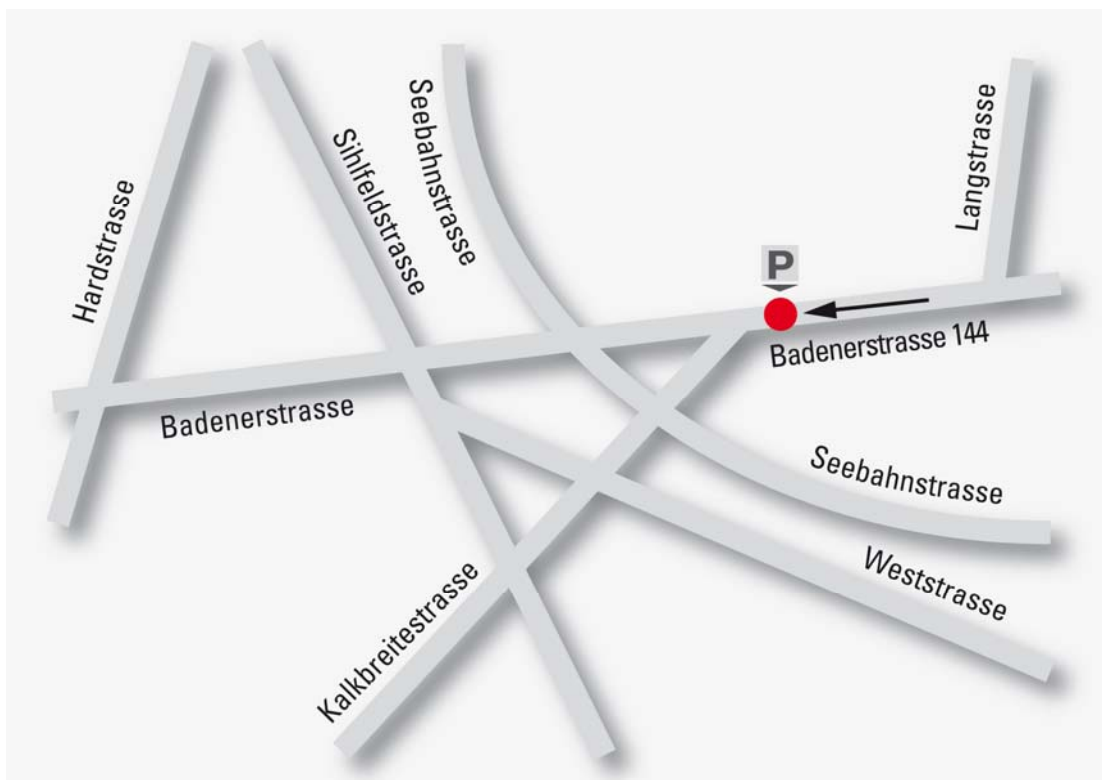 Hardstrasse
Sihlfeldstrasse
Seebahnstrasse
Langstrasse
P
Badenerstrasse 144
Badenerstrasse
Seebahnstrasse
Weststrasse
Kalkbreitestrasse